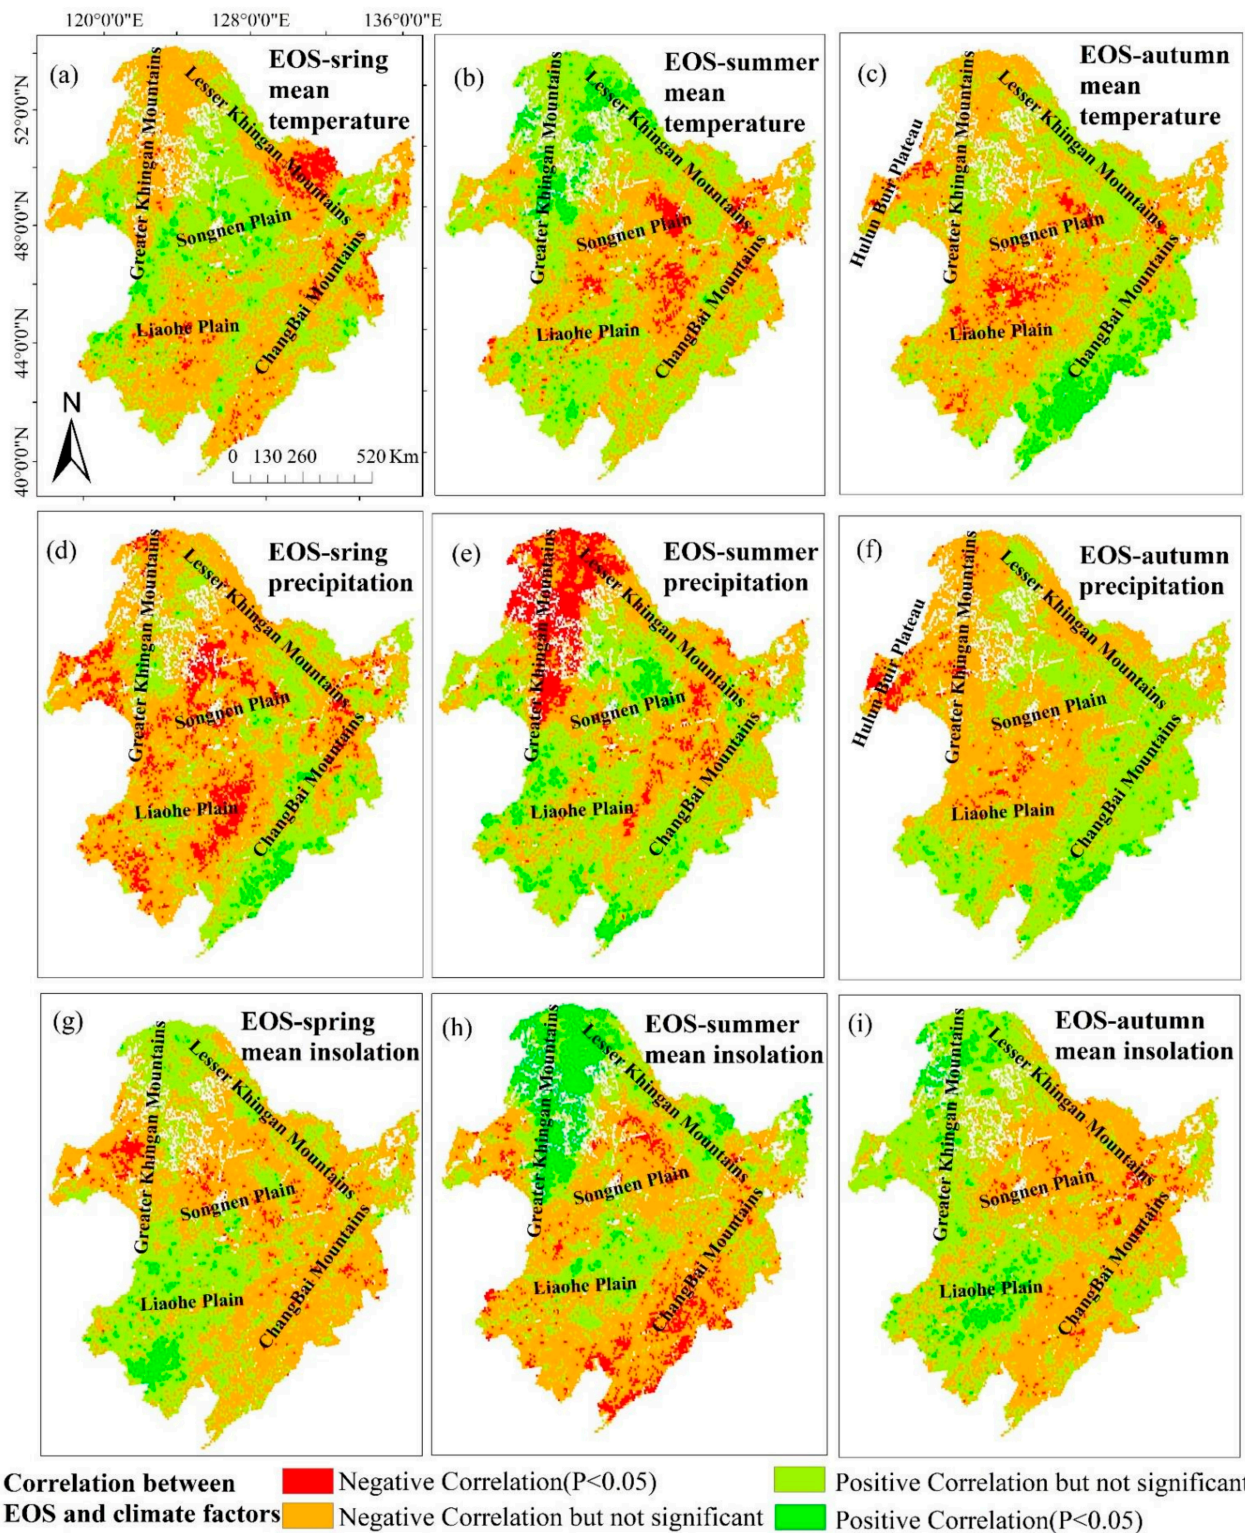 120°0'0"E 128°0'0"E 136°0'0"E
52°0'0"N
48°0'0"N
44°0'0"N
40°0'0"N
(a)
EOS-sring
mean
temperature
Greater Khingan Mountains
Lesser Khingan Mountains
Songnen Plain
Liaohe Plain
ChangBai Mountains
N
0 130 260 520 Km
(b)
EOS-summer
mean
temperature
Greater Khingan Mountains
Lesser Khingan Mountains
Songnen Plain
Liaohe Plain
ChangBai Mountains
(c)
EOS-autumn
mean
temperature
Hulun Buir Plateau
Greater Khingan Mountains
Lesser Khingan Mountains
Songnen Plain
Liaohe Plain
ChangBai Mountains
(d)
EOS-sring
precipitation
Greater Khingan Mountains
Lesser Khingan Mountains
Songnen Plain
Liaohe Plain
ChangBai Mountains
(e)
EOS-summer
precipitation
Greater Khingan Mountains
Lesser Khingan Mountains
Songnen Plain
Liaohe Plain
ChangBai Mountains
(f)
EOS-autumn
precipitation
Hulun Buir Plateau
Greater Khingan Mountains
Lesser Khingan Mountains
Songnen Plain
Liaohe Plain
ChangBai Mountains
(g)
EOS-spring
mean insolation
Greater Khingan Mountains
Lesser Khingan Mountains
Songnen Plain
Liaohe Plain
ChangBai Mountains
(h)
EOS-summer
mean insolation
Greater Khingan Mountains
Lesser Khingan Mountains
Songnen Plain
Liaohe Plain
ChangBai Mountains
(i)
EOS-autumn
mean insolation
Greater Khingan Mountains
Lesser Khingan Mountains
Songnen Plain
Liaohe Plain
ChangBai Mountains
Correlation between
EOS and climate factors
Negative Correlation(P<0.05)
Negative Correlation but not significant
Positive Correlation but not significant
Positive Correlation(P<0.05)